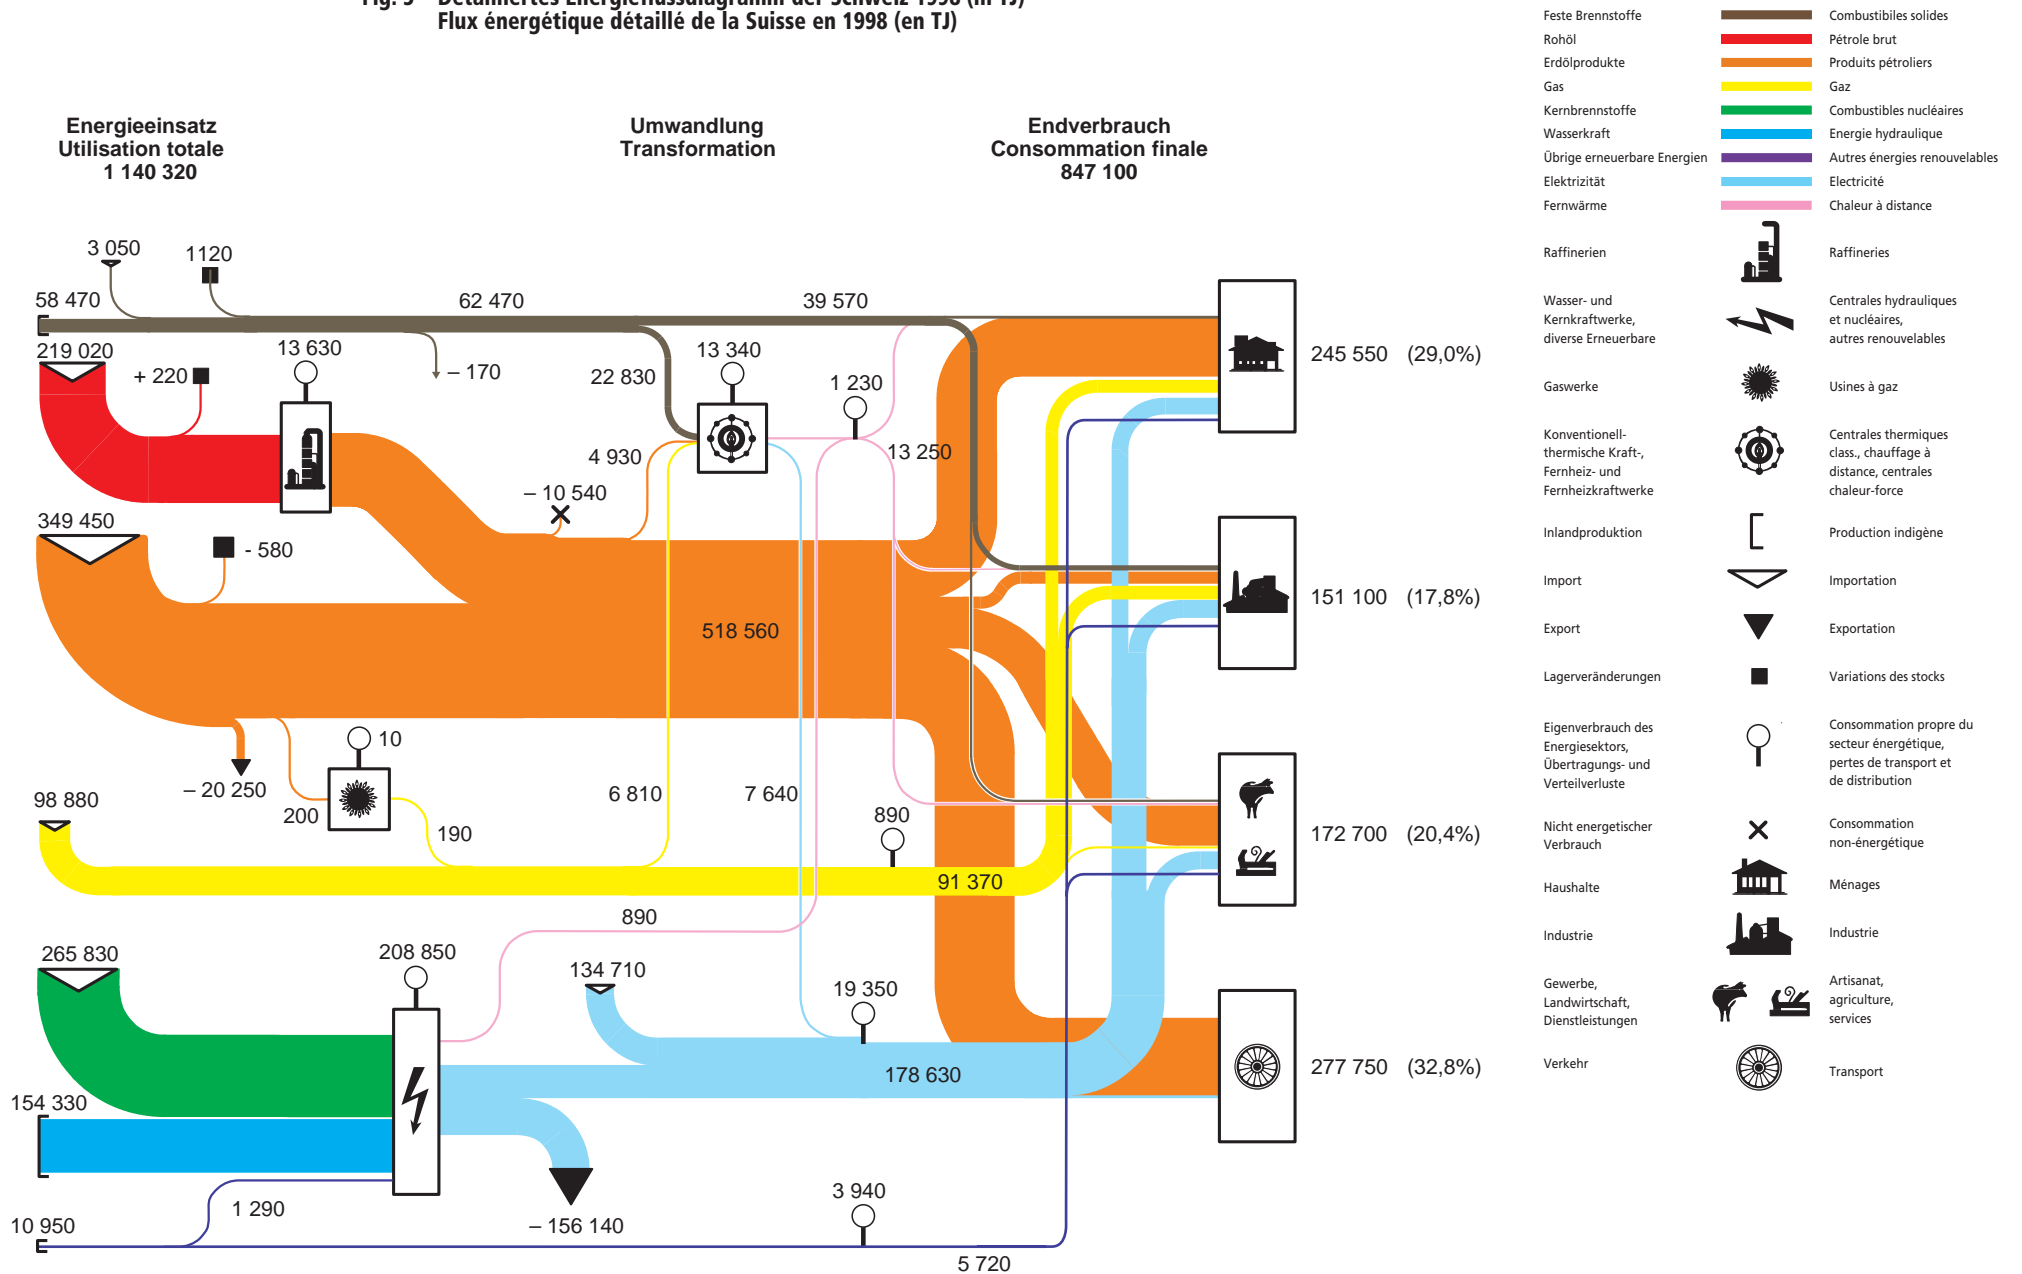 Fig. 3 Detailliertes Energieflussdiagramm der Schweiz 1998 (in TJ)
Flux énergétique détaillé de la Suisse en 1998 (en TJ)
Energieeinsatz
Utilisation totale
1 140 320
Umwandlung
Transformation
Endverbrauch
Consommation finale
847 100
3 050
1120
58 470
62 470
39 570
219 020
+ 220
13 630
– 170
22 830
13 340
1 230
245 550 (29,0%)
4 930
13 250
– 10 540
349 450
- 580
518 560
151 100 (17,8%)
10
– 20 250
200
190
98 880
6 810
7 640
890
172 700 (20,4%)
91 370
890
265 830
208 850
134 710
19 350
178 630
277 750 (32,8%)
154 330
1 290
– 156 140
3 940
10 950
5 720
Feste Brennstoffe Combustibiles solides
Rohöl Pétrole brut
Erdölprodukte Produits pétroliers
Gas Gaz
Kernbrennstoffe Combustibles nucléaires
Wasserkraft Energie hydraulique
Übrige erneuerbare Energien Autres énergies renouvelables
Elektrizität Electricité
Fernwärme Chaleur à distance
Raffinerien Raffineries
Wasser- und Centrales hydrauliques
Kernkraftwerke, et nucléaires,
diverse Erneuerbare autres renouvelables
Gaswerke Usines à gaz
Konventionell- Centrales thermiques
thermische Kraft-, class., chauffage à
Fernheiz- und distance, centrales
Fernheizkraftwerke chaleur-force
Inlandproduktion Production indigène
Import Importation
Export Exportation
Lagerveränderungen Variations des stocks
Eigenverbrauch des Consommation propre du
Energiesektors, secteur énergétique,
Übertragungs- und pertes de transport et
Verteilverluste de distribution
Nicht energetischer Consommation
Verbrauch non-énergétique
Haushalte Ménages
Industrie Industrie
Gewerbe, Artisanat,
Landwirtschaft, agriculture,
Dienstleistungen services
Verkehr Transport